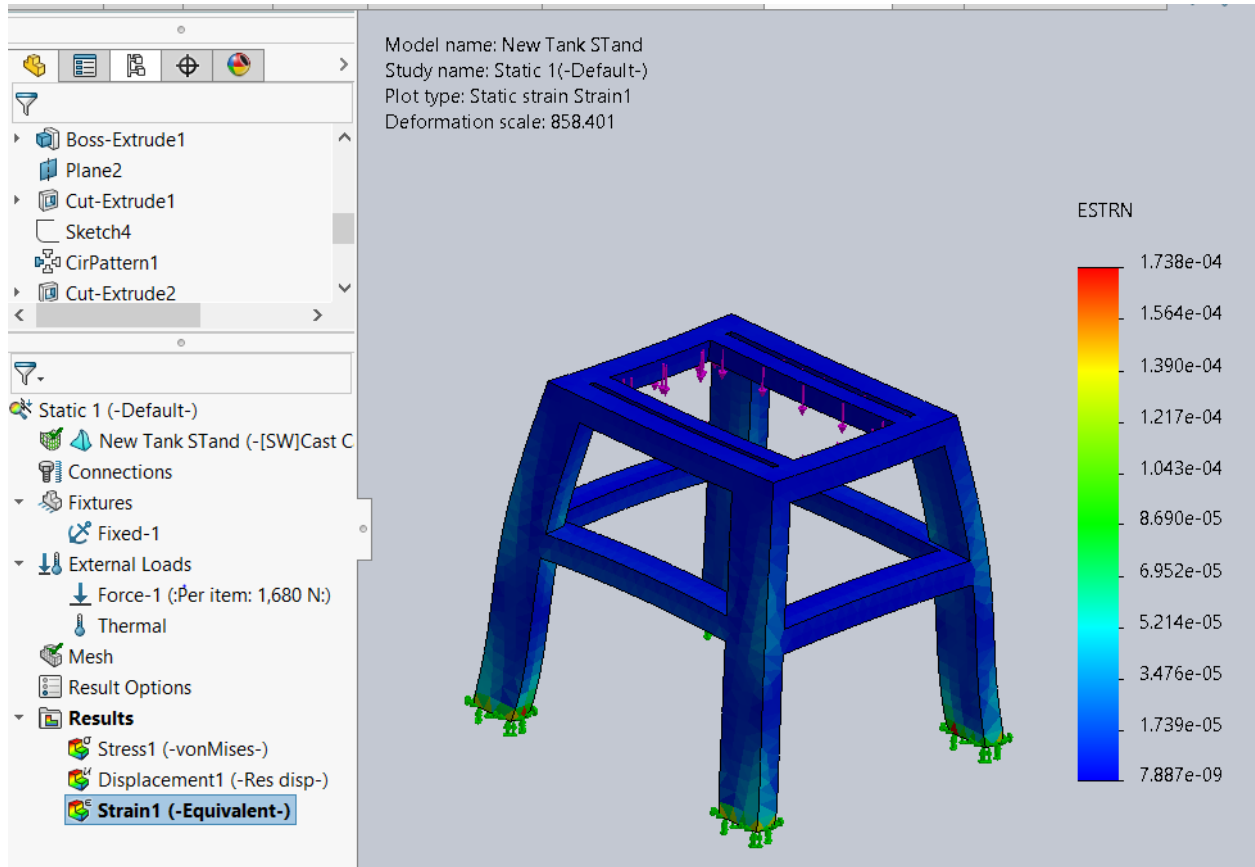 Model name: New Tank STand
Study name: Static 1(-Default-)
Plot type: Static strain Strain1
Deformation scale: 858.401
Boss-Extrude1
Plane2
Cut-Extrude1
Sketch4
CirPattern1
Cut-Extrude2
Static 1 (-Default-)
New Tank STand (-[SW]Cast C
Connections
Fixtures
Fixed-1
External Loads
Force-1 (:Per item: 1,680 N:)
Thermal
Mesh
Result Options
Results
Stress1 (-vonMises-)
Displacement1 (-Res disp-)
Strain1 (-Equivalent-)
ESTRN
1.738e-04
1.564e-04
1.390e-04
1.217e-04
1.043e-04
8.690e-05
6.952e-05
5.214e-05
3.476e-05
1.739e-05
7.887e-09